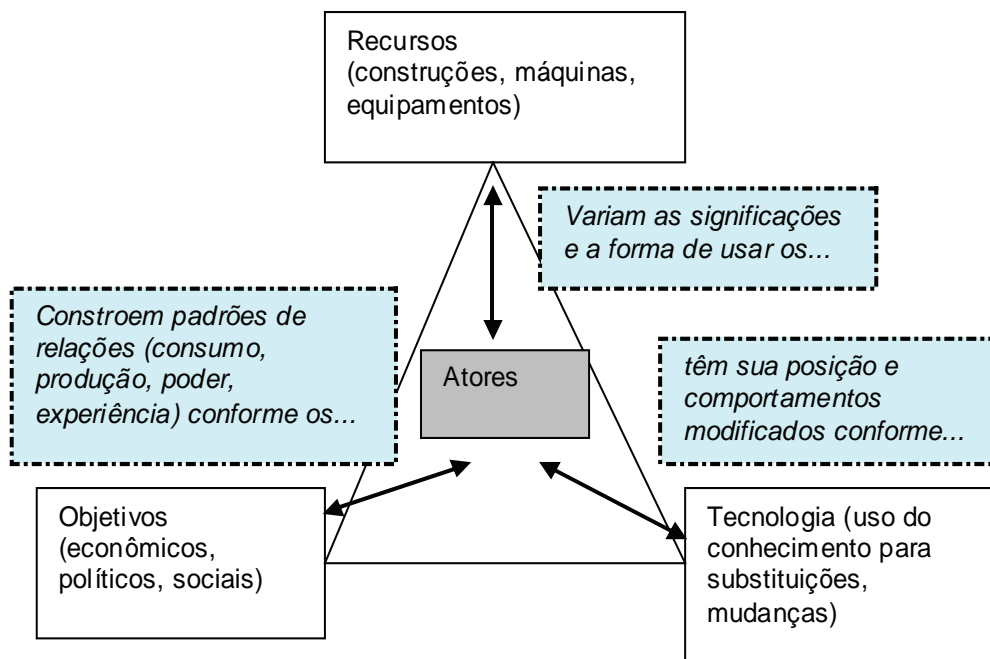 Recursos
(construções, máquinas,
equipamentos)
Variam as significações
e a forma de usar os...
Constroem padrões de
relações (consumo,
produção, poder,
experiência) conforme os...
Atores
têm sua posição e
comportamentos
modificados conforme...
Objetivos
(econômicos,
políticos, sociais)
Tecnologia (uso do
conhecimento para
substituições,
mudanças)